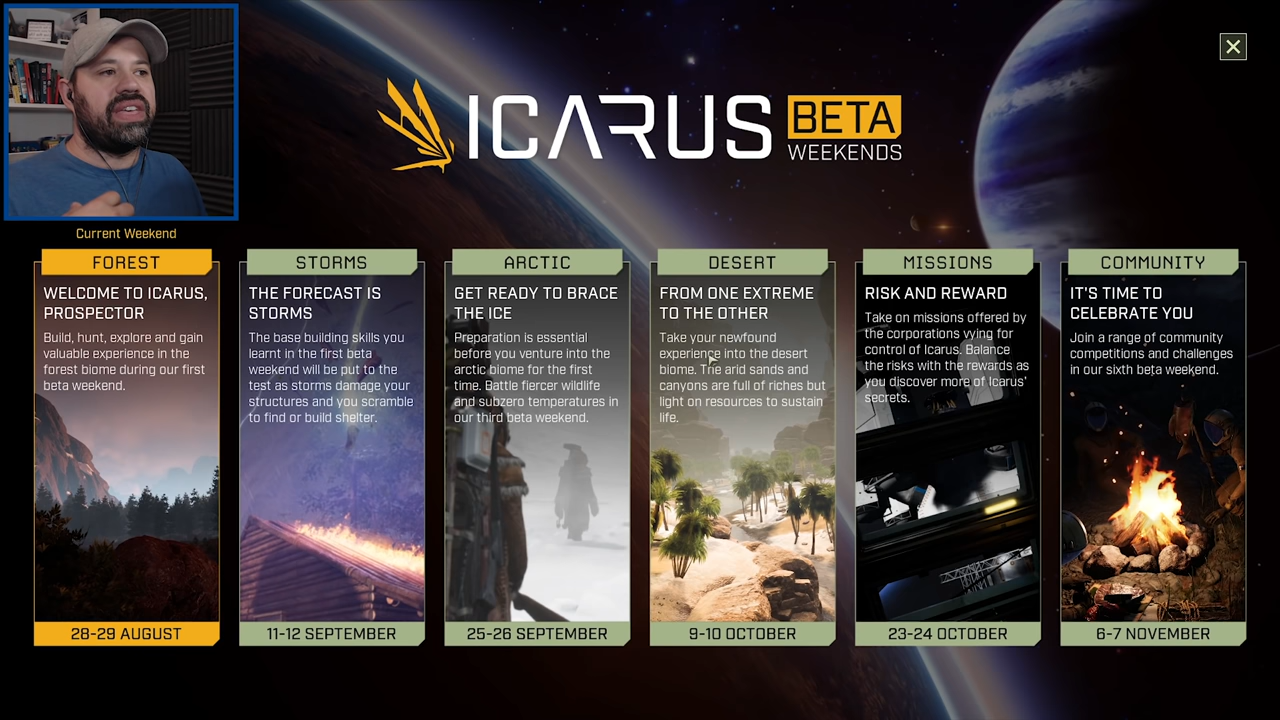 ICARUS BETA
WEEKENDS
Current Weekend
FOREST
WELCOME TO ICARUS,
PROSPECTOR
Build, hunt, explore and gain
valuable experience in the
forest biome during our first
beta weekend.
28-29 AUGUST
STORMS
THE FORECAST IS
STORMS
The base building skills you
learnt in the first beta
weekend will be put to the
test as storms damage your
structures and you scramble
to find or build shelter.
11-12 SEPTEMBER
ARCTIC
GET READY TO BRACE
THE ICE
Preparation is essential
before you venture into the
arctic biome for the first
time. Battle fiercer wildlife
and subzero temperatures in
our third beta weekend.
25-26 SEPTEMBER
DESERT
FROM ONE EXTREME
TO THE OTHER
Take your newfound
experience into the desert
biome. The arid sands and
canyons are full of riches but
light on resources to sustain
life.
9-10 OCTOBER
MISSIONS
RISK AND REWARD
Take on missions offered by
the corporations vying for
control of Icarus. Balance
the risks with the rewards as
you discover more of Icarus'
secrets.
23-24 OCTOBER
COMMUNITY
IT'S TIME TO
CELEBRATE YOU
Join a range of community
competitions and challenges
in our sixth beta weekend.
6-7 NOVEMBER